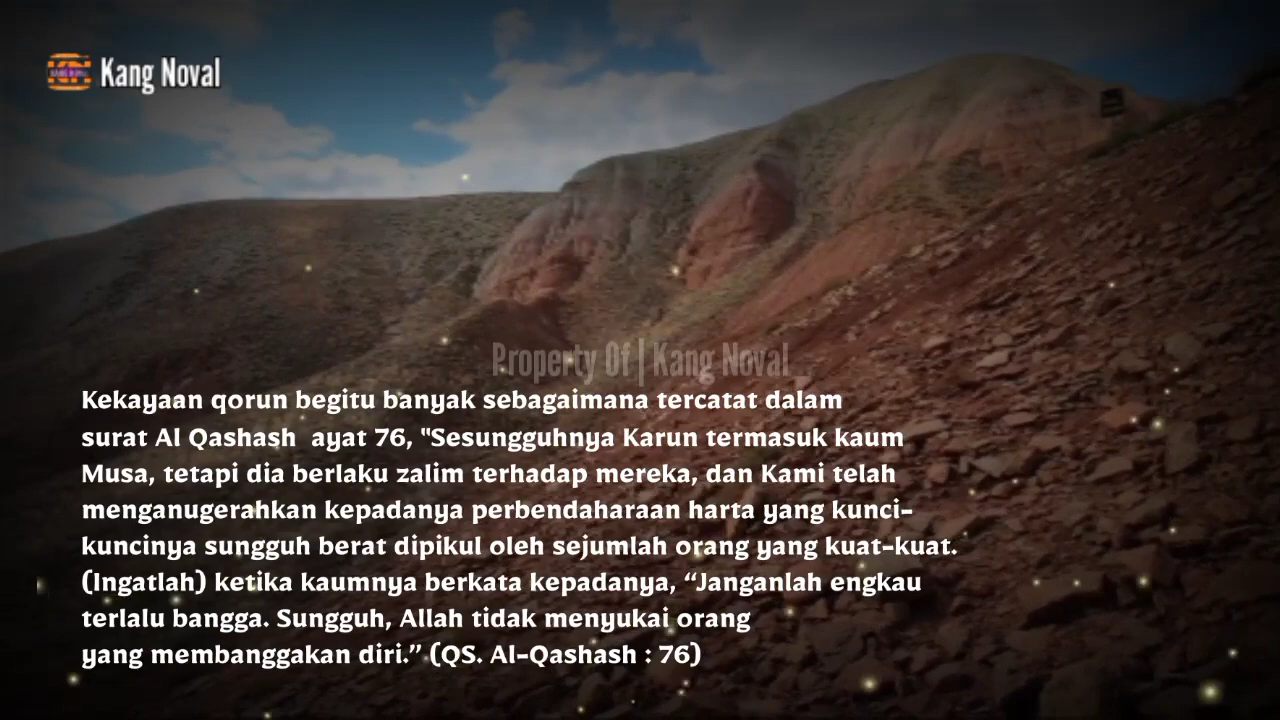 Kang Noval
Property Of | Kang Noval
Kekayaan qorun begitu banyak sebagaimana tercatat dalam
surat Al Qashash ayat 76, "Sesungguhnya Karun termasuk kaum
Musa, tetapi dia berlaku zalim terhadap mereka, dan Kami telah
menganugerahkan kepadanya perbendaharaan harta yang kunci-
kuncinya sungguh berat dipikul oleh sejumlah orang yang kuat-kuat.
(Ingatlah) ketika kaumnya berkata kepadanya, “Janganlah engkau
terlalu bangga. Sungguh, Allah tidak menyukai orang
yang membanggakan diri.” (QS. Al-Qashash : 76)